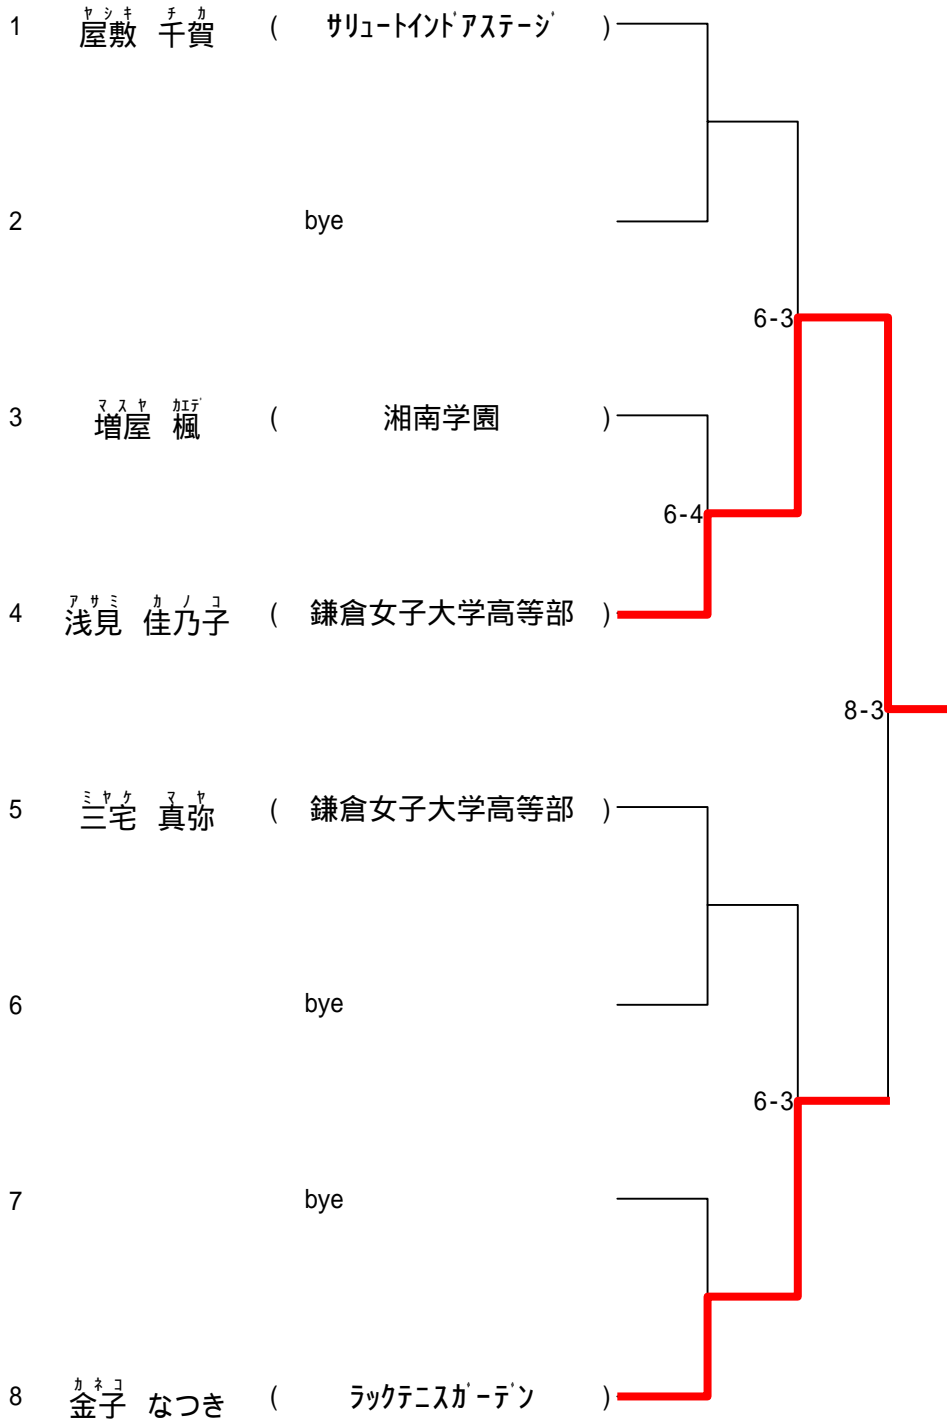 ヤシキ チカ
1 屋敷 千賀 ( サリュートインドアステージ )
2 bye
6-3
マスヤ カエデ
3 増屋 楓 ( 湘南学園 )
6-4
アサミ カノコ
4 浅見 佳乃子 ( 鎌倉女子大学高等部 )
8-3
ミヤケ マヤ
5 三宅 真弥 ( 鎌倉女子大学高等部 )
6 bye
6-3
7 bye
カネコ
8 金子 なつき ( ラックテニスガーデン )